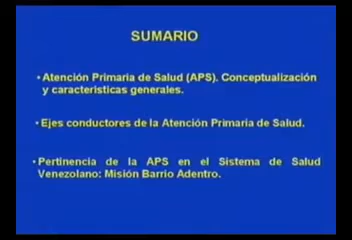 SUMARIO
• Atención Primaria de Salud (APS). Conceptualización
y características generales.
• Ejes conductores de la Atención Primaria de Salud.
• Pertinencia de la APS en el Sistema de Salud
Venezolano: Misión Barrio Adentro.